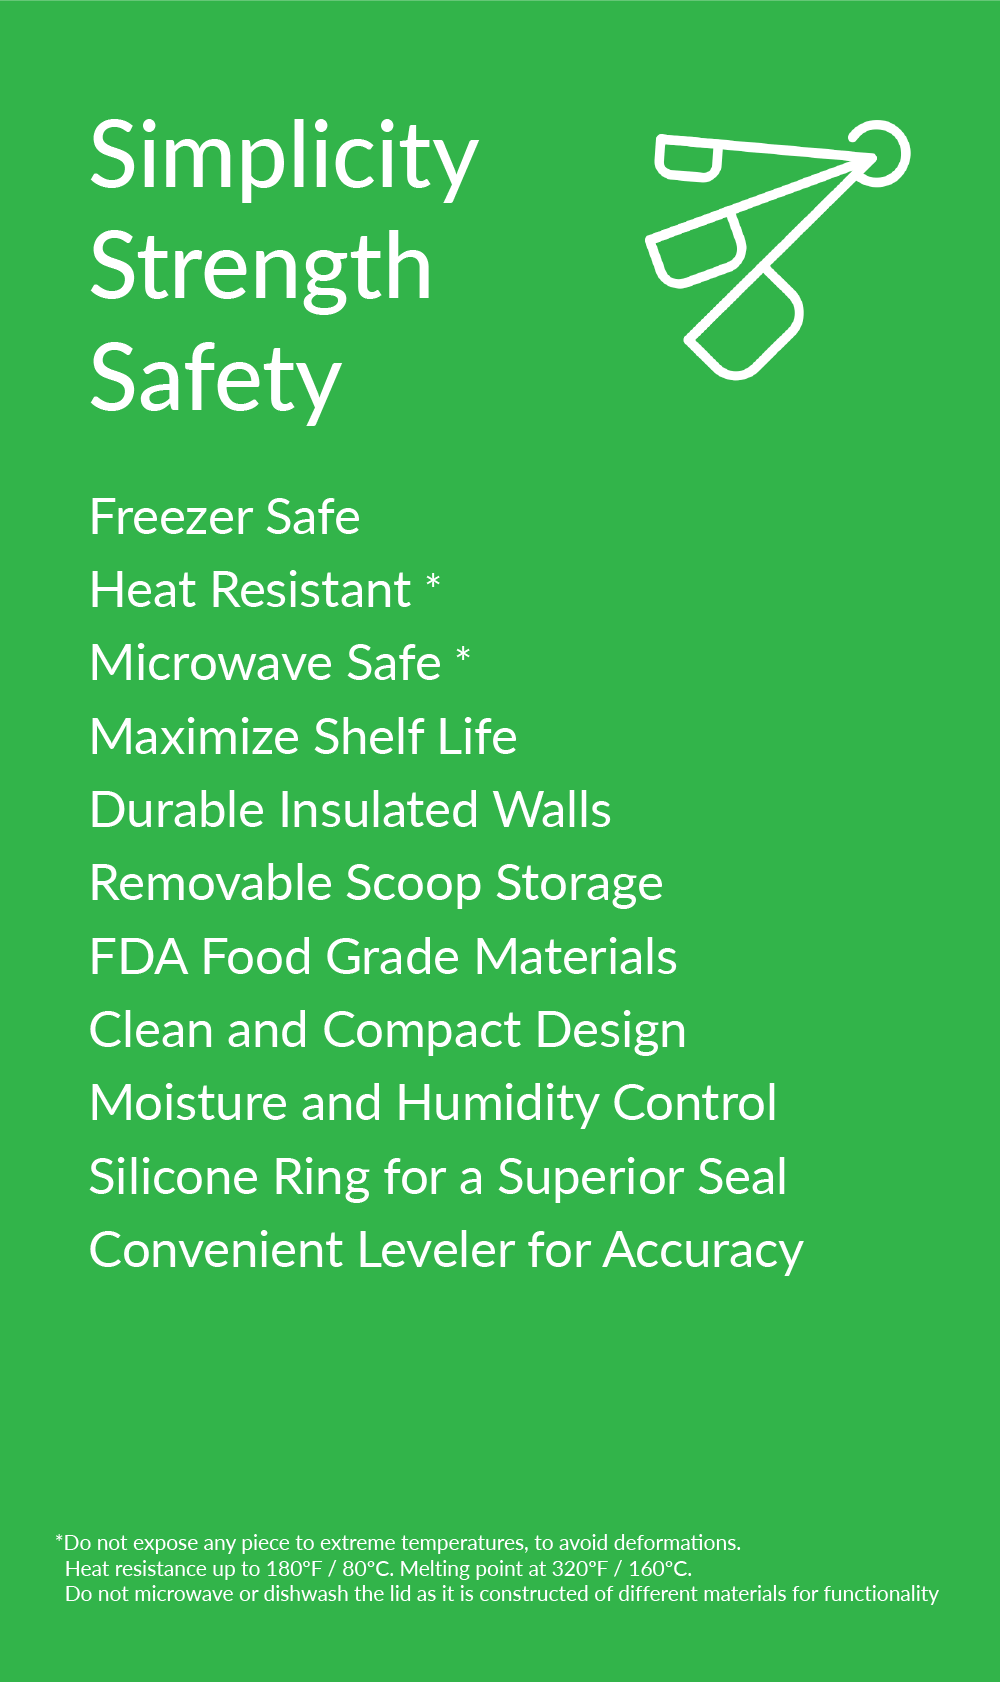 Simplicity
Strength
Safety
Freezer Safe
Heat Resistant *
Microwave Safe *
Maximize Shelf Life
Durable Insulated Walls
Removable Scoop Storage
FDA Food Grade Materials
Clean and Compact Design
Moisture and Humidity Control
Silicone Ring for a Superior Seal
Convenient Leveler for Accuracy
*Do not expose any piece to extreme temperatures, to avoid deformations.
Heat resistance up to 180°F / 80°C. Melting point at 320°F / 160°C.
Do not microwave or dishwash the lid as it is constructed of different materials for functionality